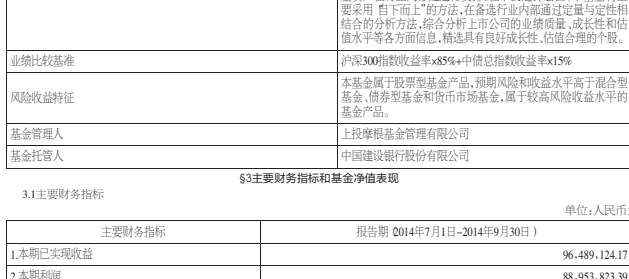 要采用“自下而上”的方法，在备选行业内部通过定量与定性相
结合的分析方法，综合分析上市公司的业绩质量、成长性和估
值水平等各方面信息，精选具有良好成长性、估值合理的个股。
业绩比较基准
沪深300指数收益率×85%+中债总指数收益率×15%
风险收益特征
本基金属于股票型基金产品，预期风险和收益水平高于混合型
基金、债券型基金和货币市场基金，属于较高风险收益水平的
基金产品。
基金管理人
上投摩根基金管理有限公司
基金托管人
中国建设银行股份有限公司
§3主要财务指标和基金净值表现
3.1主要财务指标
单位：人民币
主要财务指标
报告期（2014年7月1日-2014年9月30日）
1.本期已实现收益
96,489,124.17
2.本期利润
88,953,823.39